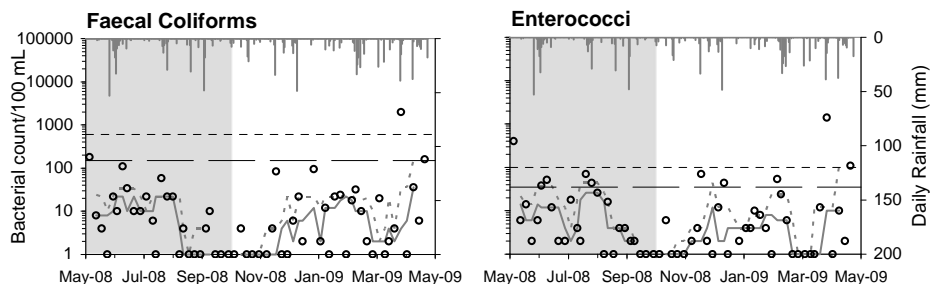 Faecal Coliforms
Enterococci
Bacterial count/100 mL
100000
10000
1000
100
10
1
May-08
Jul-08
Sep-08
Nov-08
Jan-09
Mar-09
May-09
May-08
Jul-08
Sep-08
Nov-08
Jan-09
Mar-09
May-09
0
50
100
150
200
Daily Rainfall (mm)